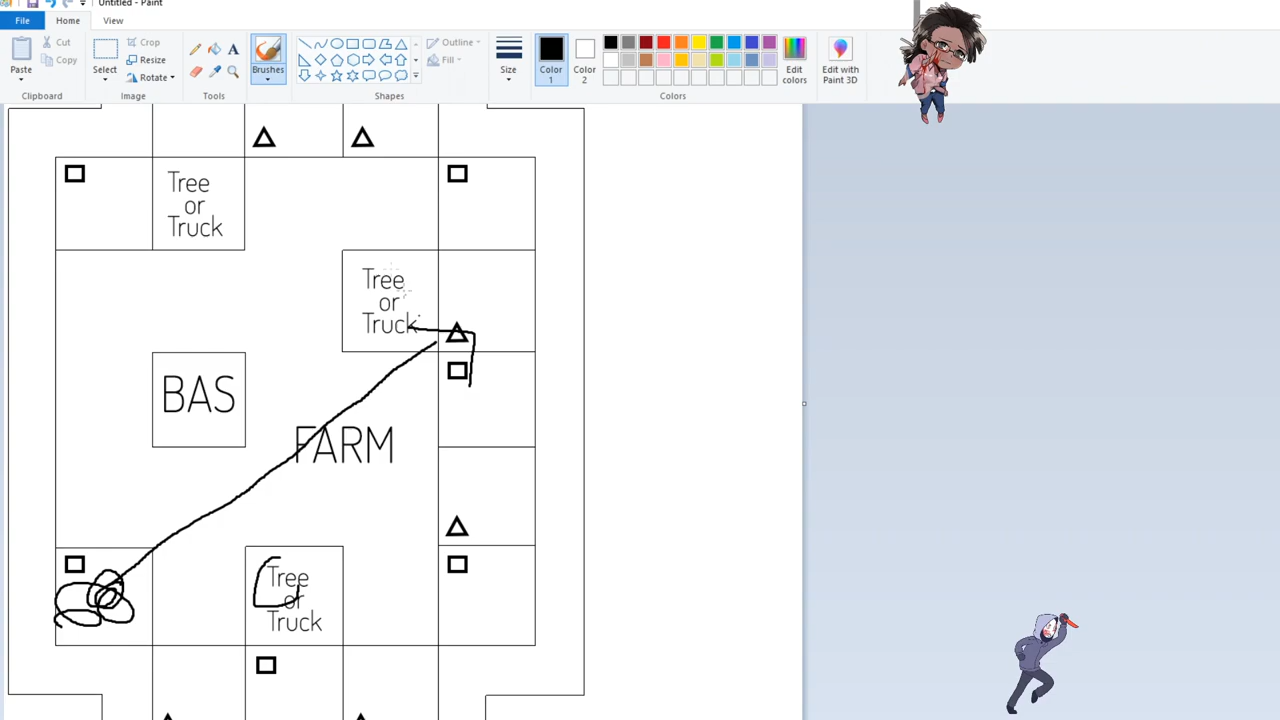 Untitled - Paint
File
Home
View
Paste
Cut
Copy
Clipboard
Select
Crop
Resize
Rotate
Image
Tools
Brushes
Outline
Fill
Shapes
Size
Color
1
Color
2
Edit
colors
Edit with
Paint 3D
Colors
Tree
or
Truck
Tree
or
Truck
BAS
FARM
Tree
or
Truck